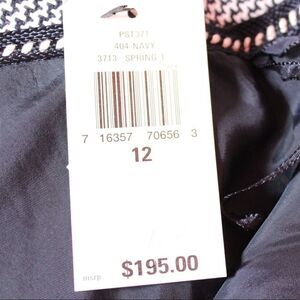 PST371
404-NAVY
3713 SPRING 1
7 16357 70656 3
12
msrp $195.00